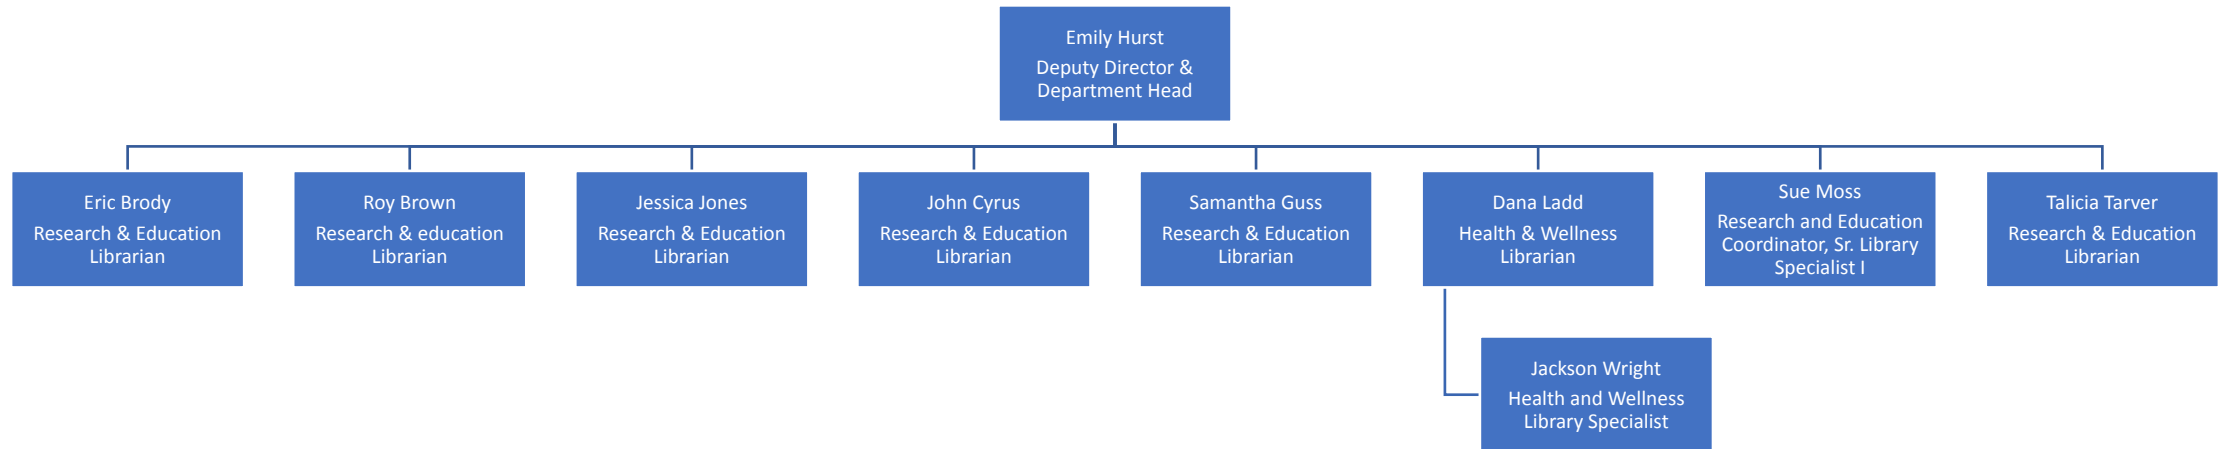 Emily Hurst
Deputy Director &
Department Head
Eric Brody
Research & Education
Librarian
Roy Brown
Research & education
Librarian
Jessica Jones
Research & Education
Librarian
John Cyrus
Research & Education
Librarian
Samantha Guss
Research & Education
Librarian
Dana Ladd
Health & Wellness
Librarian
Sue Moss
Research and Education
Coordinator, Sr. Library
Specialist I
Talicia Tarver
Research & Education
Librarian
Jackson Wright
Health and Wellness
Library Specialist